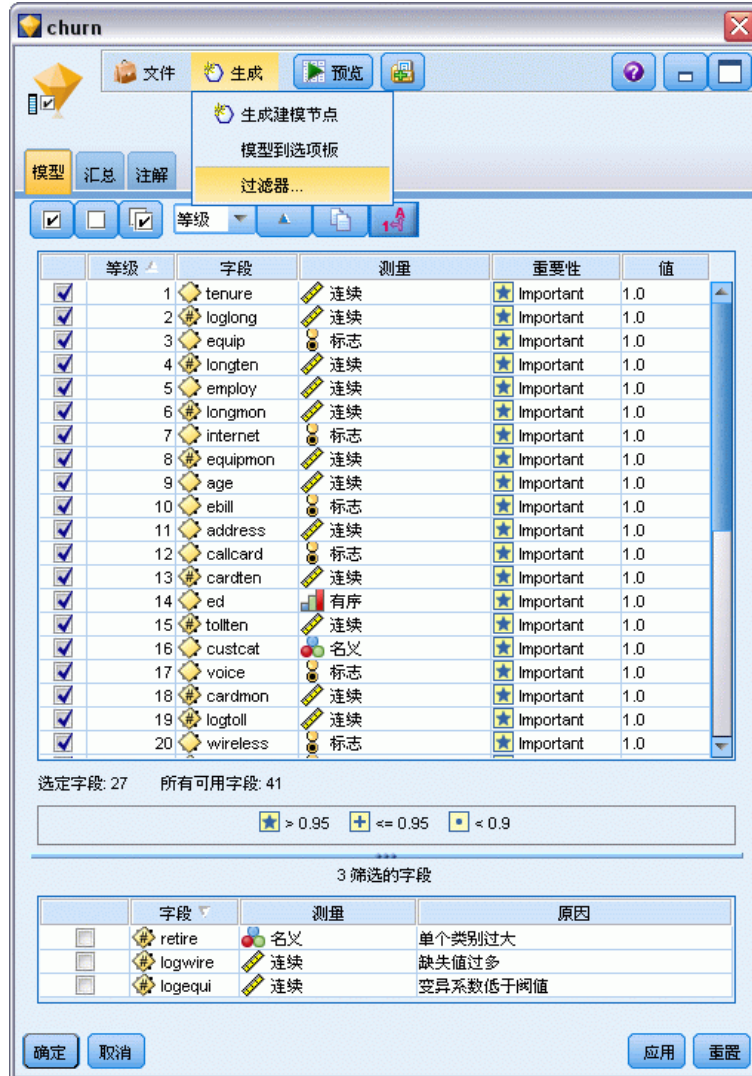 churn
文件 生成 预览
生成建模节点
模型到选项板
过滤器...
模型 汇总 注解
等级
等级 字段 测量 重要性 值
1 tenure 连续 Important 1.0
2 loglong 连续 Important 1.0
3 equip 标志 Important 1.0
4 longten 连续 Important 1.0
5 employ 连续 Important 1.0
6 longmon 连续 Important 1.0
7 internet 标志 Important 1.0
8 equipmon 连续 Important 1.0
9 age 连续 Important 1.0
10 ebill 标志 Important 1.0
11 address 连续 Important 1.0
12 callcard 标志 Important 1.0
13 cardten 连续 Important 1.0
14 ed 有序 Important 1.0
15 tollten 连续 Important 1.0
16 custcat 名义 Important 1.0
17 voice 标志 Important 1.0
18 cardmon 连续 Important 1.0
19 logtoll 连续 Important 1.0
20 wireless 标志 Important 1.0
选定字段: 27 所有可用字段: 41
> 0.95 <= 0.95 < 0.9
3 筛选的字段
字段 测量 原因
retire 名义 单个类别过大
logwire 连续 缺失值过多
logequi 连续 变异系数低于阀值
确定 取消 应用 重置